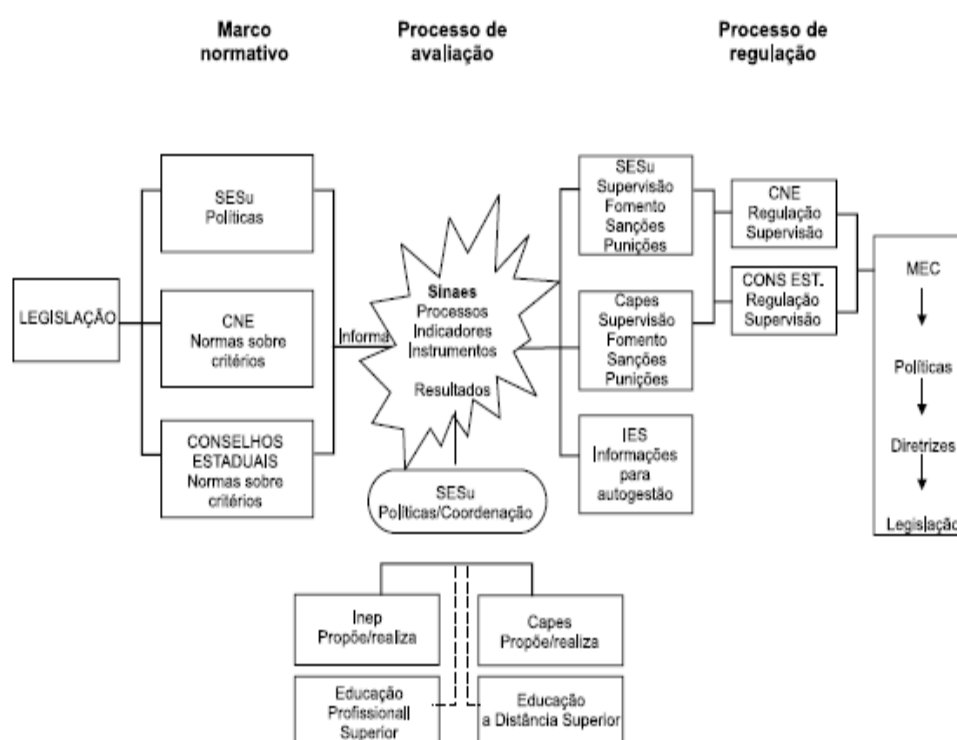 Marco
normativo
Processo de
avaliação
Processo de
regulação
LEGISLAÇÃO
SESu
Políticas
CNE
Normas sobre
critérios
CONSELHOS
ESTADUAIS
Normas sobre
critérios
Informa
Sinaes
Processos
Indicadores
Instrumentos
Resultados
SESu
Políticas/Coordenação
SESu
Supervisão
Fomento
Sanções
Punições
Capes
Supervisão
Fomento
Sanções
Punições
IES
Informações
para
autogestão
CNE
Regulação
Supervisão
CONS EST.
Regulação
Supervisão
MEC
Políticas
Diretrizes
Legislação
Inep
Propõe/realiza
Capes
Propõe/realiza
Educação
Profissionall
Superior
Educação
a Distância Superior